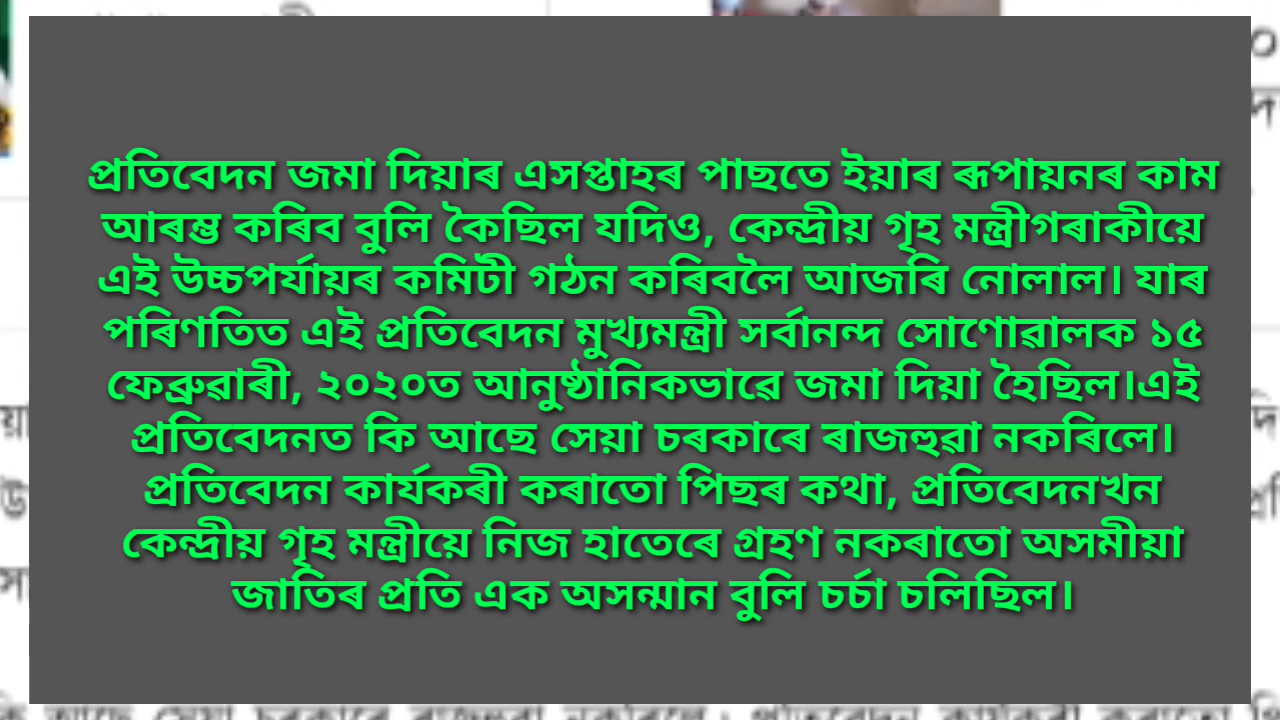 প্ৰতিবেদন জমা দিয়াৰ এসপ্তাহৰ পাছতে ইয়াৰ ৰূপায়নৰ কাম
আৰম্ভ কৰিব বুলি কৈছিল যদিও, কেন্দ্ৰীয় গৃহ মন্ত্ৰীগৰাকীয়ে
এই উচ্চপৰ্যায়ৰ কমিটী গঠন কৰিবলৈ আজৰি নোলাল। যাৰ
পৰিণতিত এই প্ৰতিবেদন মুখ্যমন্ত্ৰী সৰ্বানন্দ সোণোৱালক ১৫
ফেব্ৰুৱাৰী, ২০২০ত আনুষ্ঠানিকভাৱে জমা দিয়া হৈছিল।এই
প্ৰতিবেদনত কি আছে সেয়া চৰকাৰে ৰাজহুৱা নকৰিলে।
প্ৰতিবেদন কাৰ্যকৰী কৰাতো পিছৰ কথা, প্ৰতিবেদনখন
কেন্দ্ৰীয় গৃহ মন্ত্ৰীয়ে নিজ হাতেৰে গ্ৰহণ নকৰাতো অসমীয়া
জাতিৰ প্ৰতি এক অসন্মান বুলি চৰ্চা চলিছিল।